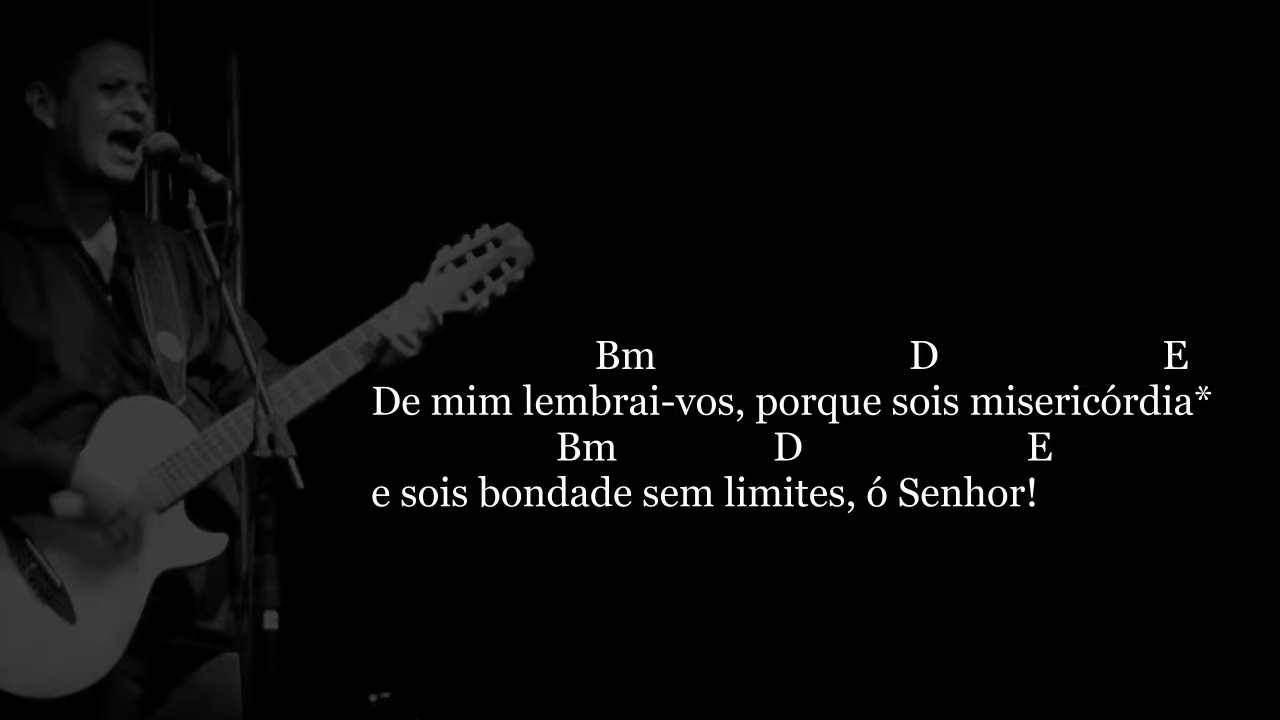 Bm D E
De mim lembrai-vos, porque sois misericórdia*
Bm D E
e sois bondade sem limites, ó Senhor!